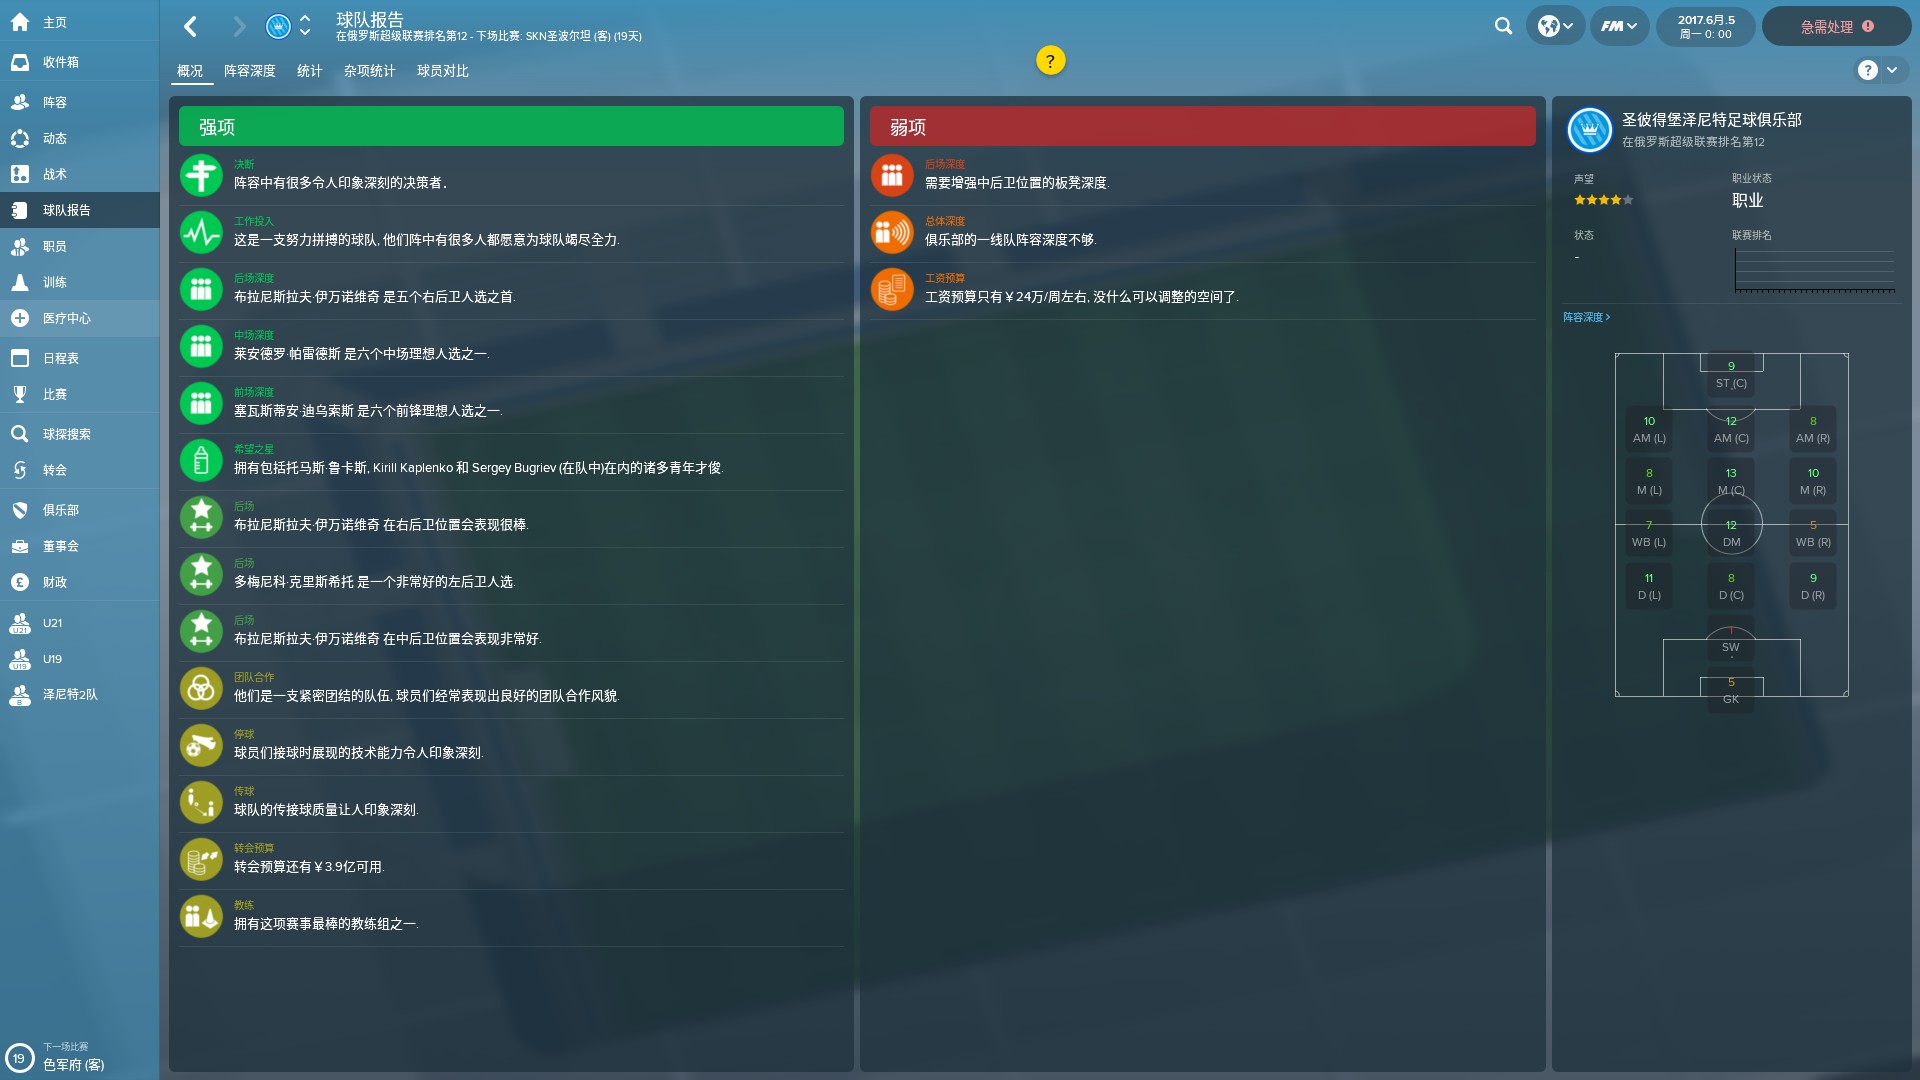 主页
收件箱
阵容
动态
战术
球队报告
职员
训练
医疗中心
日程表
比赛
球探搜索
转会
俱乐部
董事会
财政
U21
U21
U19
U19
B
泽尼特2队
19
下一场比赛
色军府 (客)
球队报告
在俄罗斯超级联赛排名第12 - 下场比赛: SKN圣波尔坦 (客) (19天)
FM
2017.6月.5
周一 0: 00
急需处理
概况
阵容深度
统计
杂项统计
球员对比
?
?
强项
决断
阵容中有很多令人印象深刻的决策者.
工作投入
这是一支努力拼搏的球队, 他们阵中有很多人都愿意为球队竭尽全力.
后场深度
布拉尼斯拉夫·伊万诺维奇 是五个右后卫人选之首.
中场深度
莱安德罗·帕雷德斯 是六个中场理想人选之一.
前场深度
塞瓦斯蒂安·迪乌索斯 是六个前锋理想人选之一.
希望之星
拥有包括托马斯·鲁卡斯, Kirill Kaplenko 和 Sergey Bugriev (在队中)在内的诸多青年才俊.
后场
布拉尼斯拉夫·伊万诺维奇 在右后卫位置会表现很棒.
后场
多梅尼科·克里斯希托 是一个非常好的左后卫人选.
后场
布拉尼斯拉夫·伊万诺维奇 在中后卫位置会表现非常好.
团队合作
他们是一支紧密团结的队伍, 球员们经常表现出良好的团队合作风貌.
停球
球员们接球时展现的技术能力令人印象深刻.
传球
球队的传接球质量让人印象深刻.
转会预算
转会预算还有￥3.9亿可用.
教练
拥有这项赛事最棒的教练组之一.
弱项
后场深度
需要增强中后卫位置的板凳深度.
总体深度
俱乐部的一线队阵容深度不够.
工资预算
工资预算只有￥24万/周左右, 没什么可以调整的空间了.
圣彼得堡泽尼特足球俱乐部
在俄罗斯超级联赛排名第12
声望
职业状态
职业
状态
-
联赛排名
阵容深度 >
9
ST (C)
10 12 8
AM (L) AM (C) AM (R)
8 13 10
M (L) M (C) M (R)
7 12 5
WB (L) DM WB (R)
11 8 9
D (L) D (C) D (R)
1
SW
5
GK